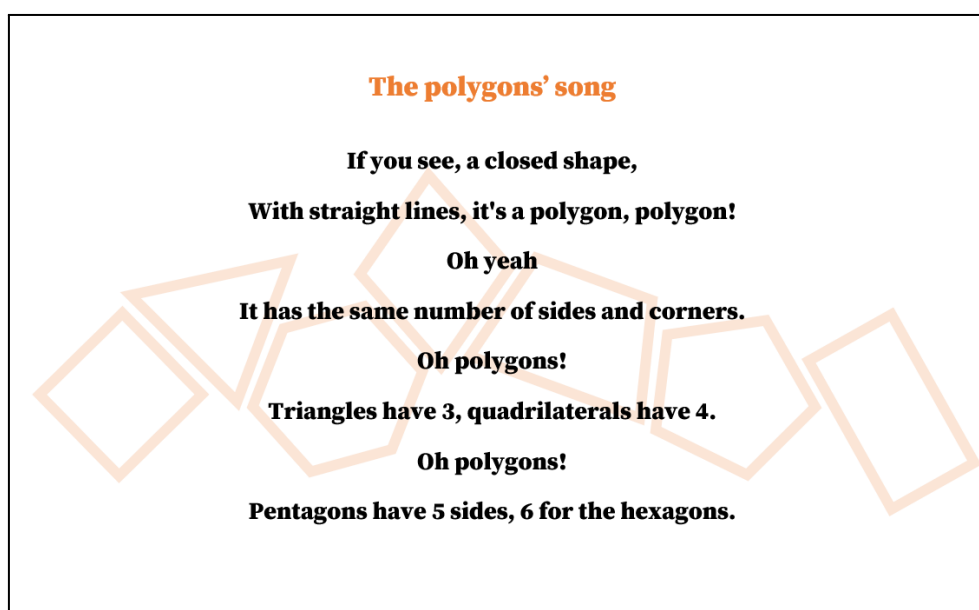 The polygons’ song
If you see, a closed shape,
With straight lines, it's a polygon, polygon!
Oh yeah
It has the same number of sides and corners.
Oh polygons!
Triangles have 3, quadrilaterals have 4.
Oh polygons!
Pentagons have 5 sides, 6 for the hexagons.